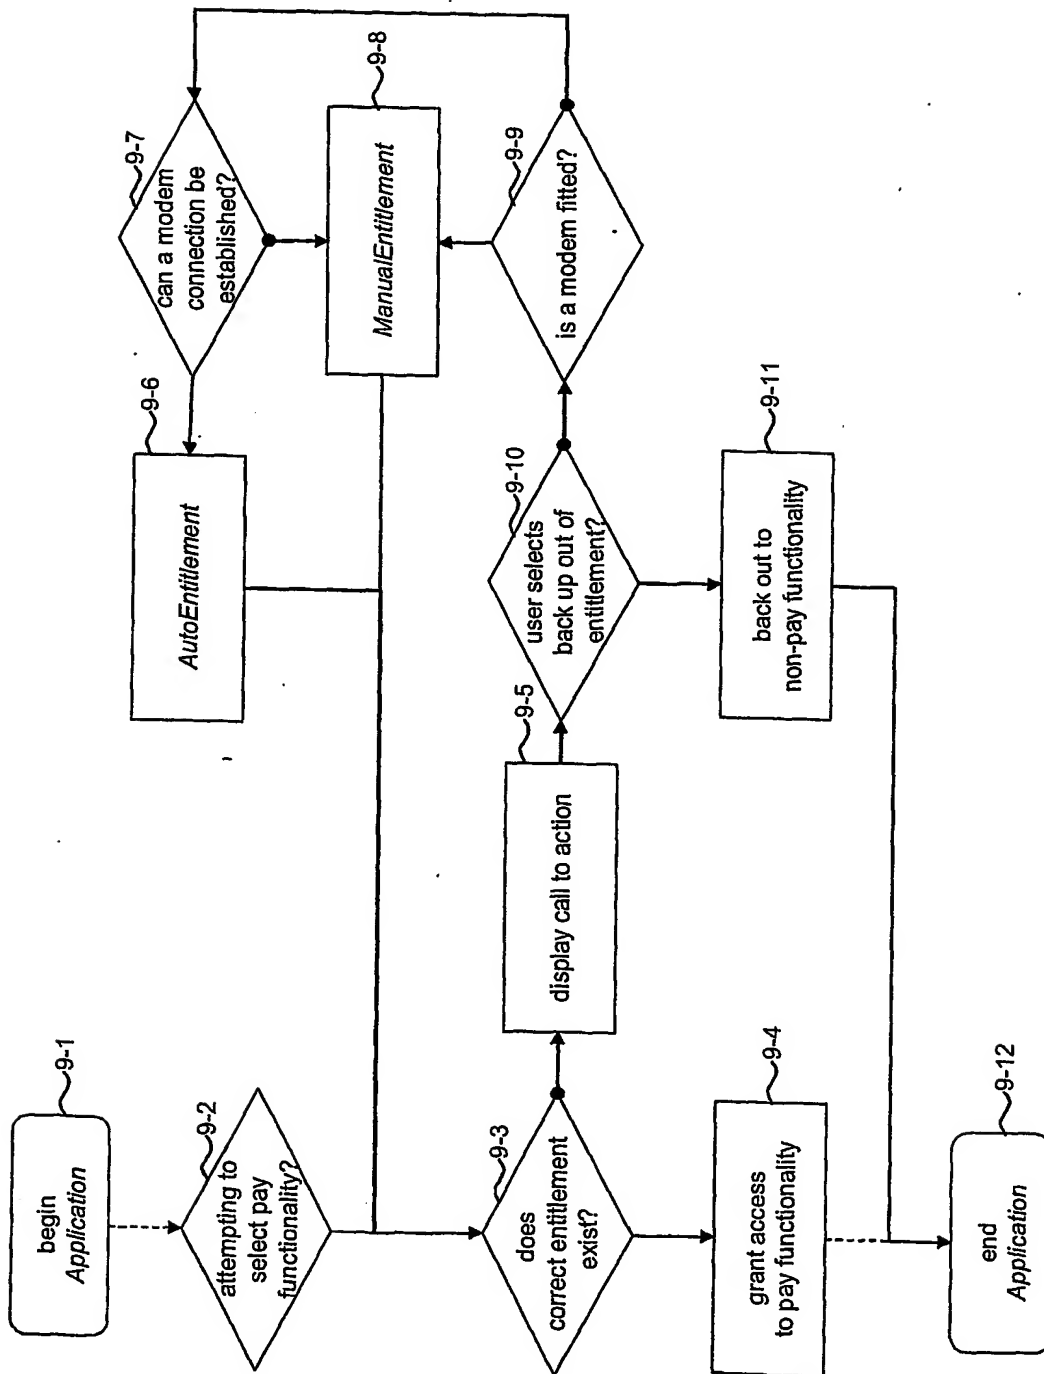 9-1
begin
Application
9-2
attempting to
select pay
functionality?
9-3
does
correct entitlement
exist?
9-4
grant access
to pay functionality
9-5
display call to action
9-6
AutoEntitlement
9-7
can a modem
connection be
established?
9-8
ManualEntitlement
9-9
is a modem fitted?
9-10
user selects
back up out of
entitlement?
9-11
back out to
non-pay functionality
9-12
end
Application